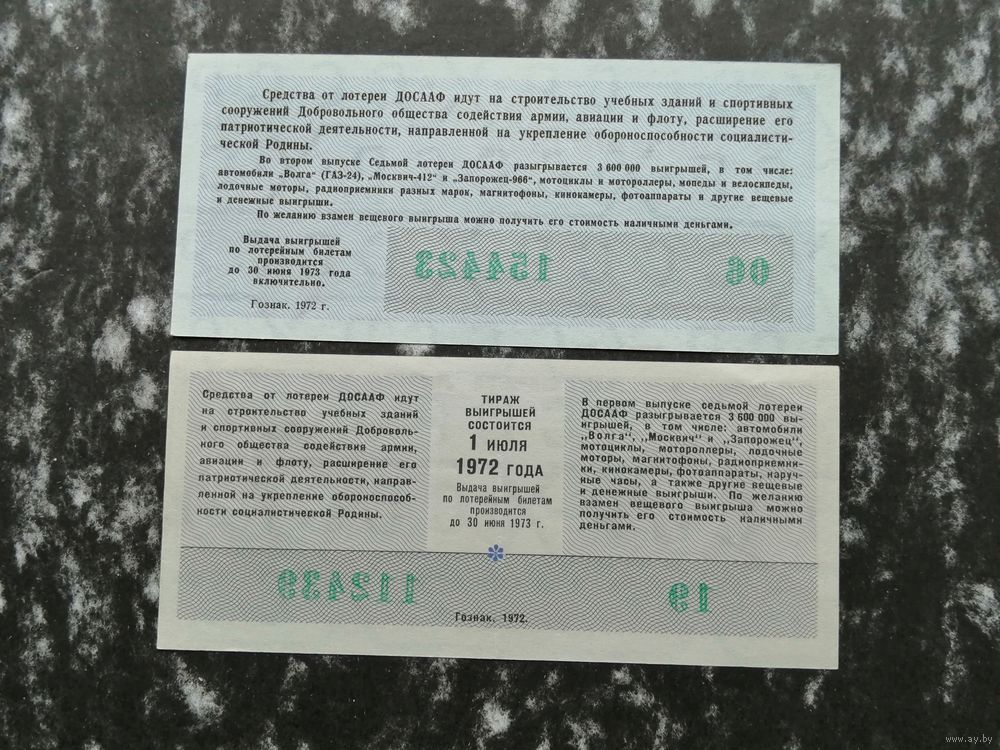 Средства от лотереи ДОСААФ идут на строительство учебных зданий и спортивных
сооружений Добровольного общества содействия армии, авиации и флоту, расширение его
патриотической деятельности, направленной на укрепление обороноспособности социалисти-
ческой Родины.
Во втором выпуске Седьмой лотереи ДОСААФ разыгрывается 3 600 000 выигрышей, в том числе:
автомобили „Волга" (ГАЗ-24), „Москвич-412" и „Запорожец-966", мотоциклы и мотороллеры, мопеды и велосипеды,
лодочные моторы, радиоприемники разных марок, магнитофоны, кинокамеры, фотоаппараты и другие вещевые
и денежные выигрыши.
По желанию взамен вещевого выигрыша можно получить его стоимость наличными деньгами.
Выдача выигрышей
по лотерейным билетам
производится
до 30 июня 1973 года
включительно.
Гознак. 1972 г.
154423
06
Средства от лотереи ДОСААФ идут
на строительство учебных зданий
и спортивных сооружений Доброволь-
ного общества содействия армии,
авиации и флоту, расширение его
патриотической деятельности, направ-
ленной на укрепление обороноспособ-
ности социалистической Родины.
ТИРАЖ
ВЫИГРЫШЕЙ
СОСТОИТСЯ
1 ИЮЛЯ
1972 ГОДА
Выдача выигрышей
по лотерейным билетам
производится
до 30 июня 1973 г.
В первом выпуске седьмой лотереи
ДОСААФ разыгрывается 3 600 000 вы-
игрышей, в том числе: автомобили
„Волга", „Москвич" и „Запорожец",
мотоциклы, мотороллеры, лодочные
моторы, магнитофоны, радиоприемни-
ки, кинокамеры, фотоаппараты, наруч-
ные часы, а также другие вещевые
и денежные выигрыши. По желанию
взамен вещевого выигрыша можно
получить его стоимость наличными
деньгами.
112439
19
Гознак. 1972.
www.ay.by